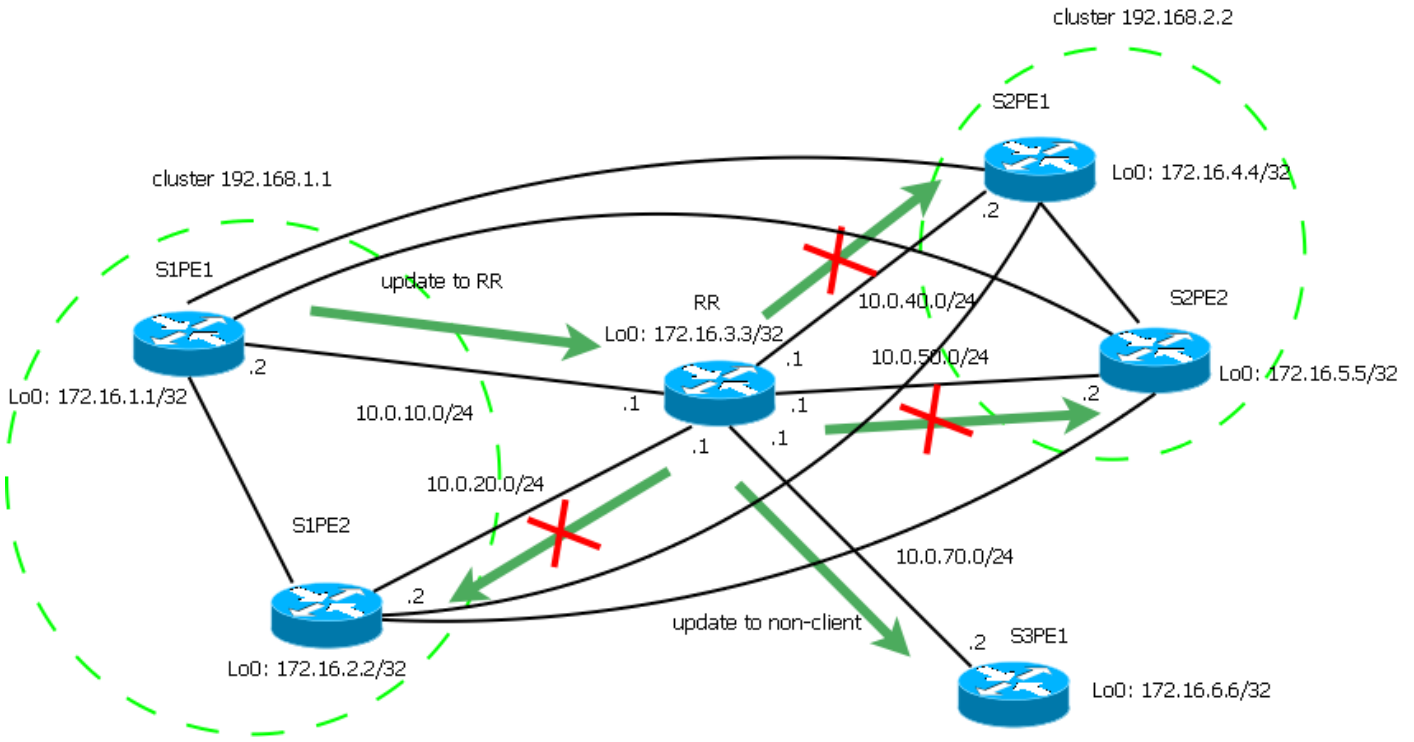 cluster 192.168.2.2
S2PE1
Lo0: 172.16.4.4/32
cluster 192.168.1.1
.2
S1PE1
update to RR
RR
10.0.40.0/24
S2PE2
Lo0: 172.16.3.3/32
.1
10.0.50.0/24
.2
Lo0: 172.16.5.5/32
Lo0: 172.16.1.1/32
.2
10.0.10.0/24
.1
.1
.1
.1
10.0.20.0/24
S1PE2
10.0.70.0/24
.2
update to non-client
.2
S3PE1
Lo0: 172.16.2.2/32
Lo0: 172.16.6.6/32